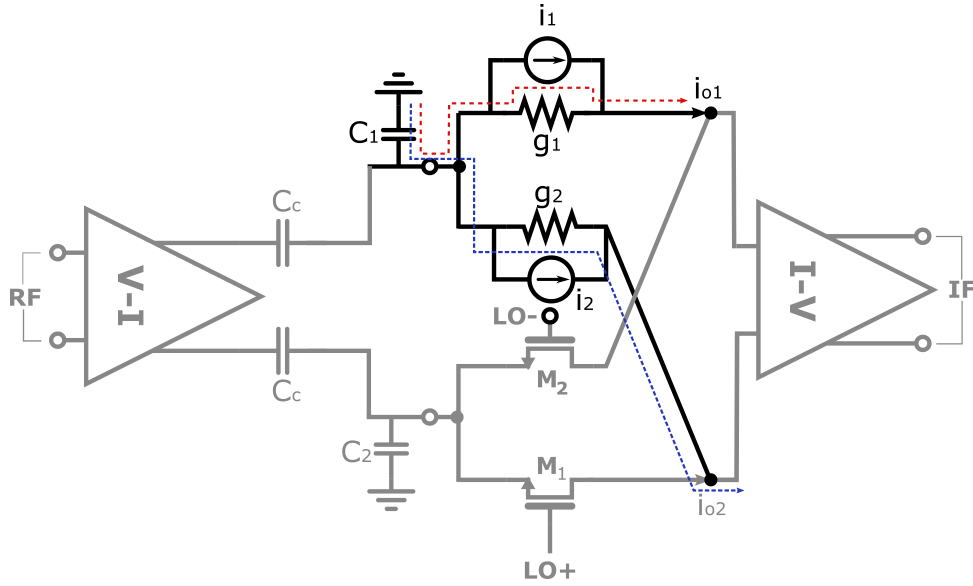 i1
io1
C1
g1
Cc
g2
V-I
I-V
RF
i2
IF
LO-
M2
Cc
C2
M1
io2
LO+